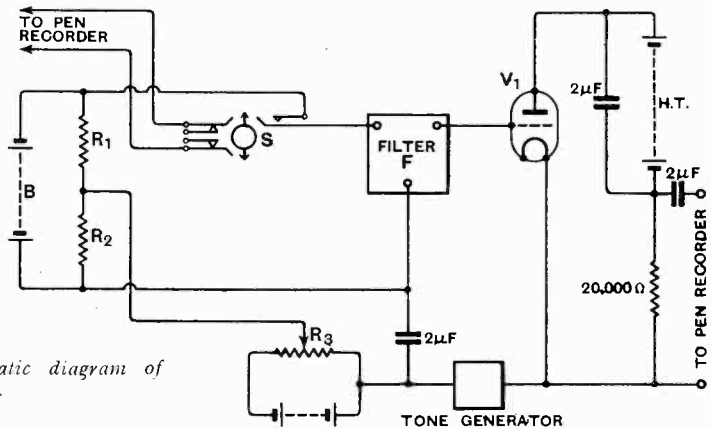 TO PEN
RECORDER
R1
B
R2
S
FILTER
F
V1
2µF
H.T.
2µF
20,000Ω
TO PEN RECORDER
R3
2µF
TONE GENERATOR
atic diagram of